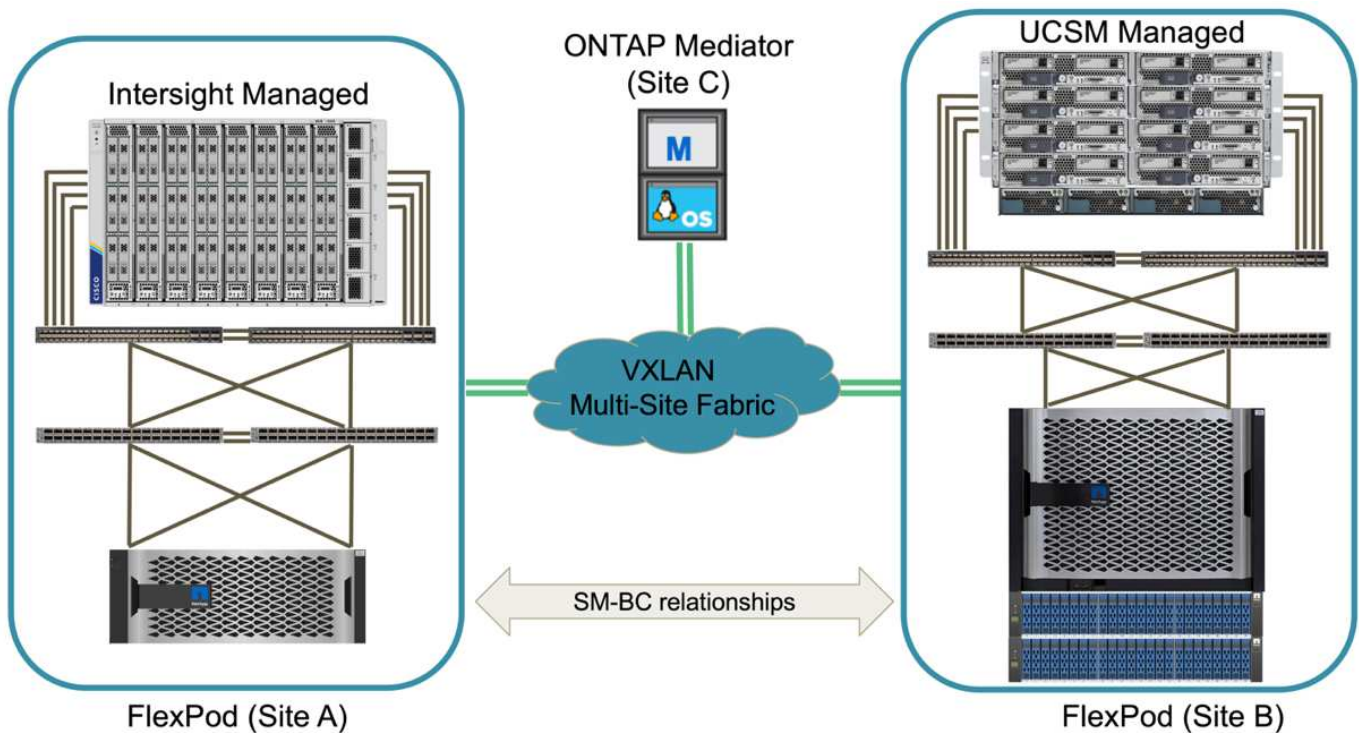 Intersight Managed
ONTAP Mediator
(Site C)
UCSM Managed
M
OS
CISCO
VXLAN
Multi-Site Fabric
SM-BC relationships
FlexPod (Site A)
FlexPod (Site B)